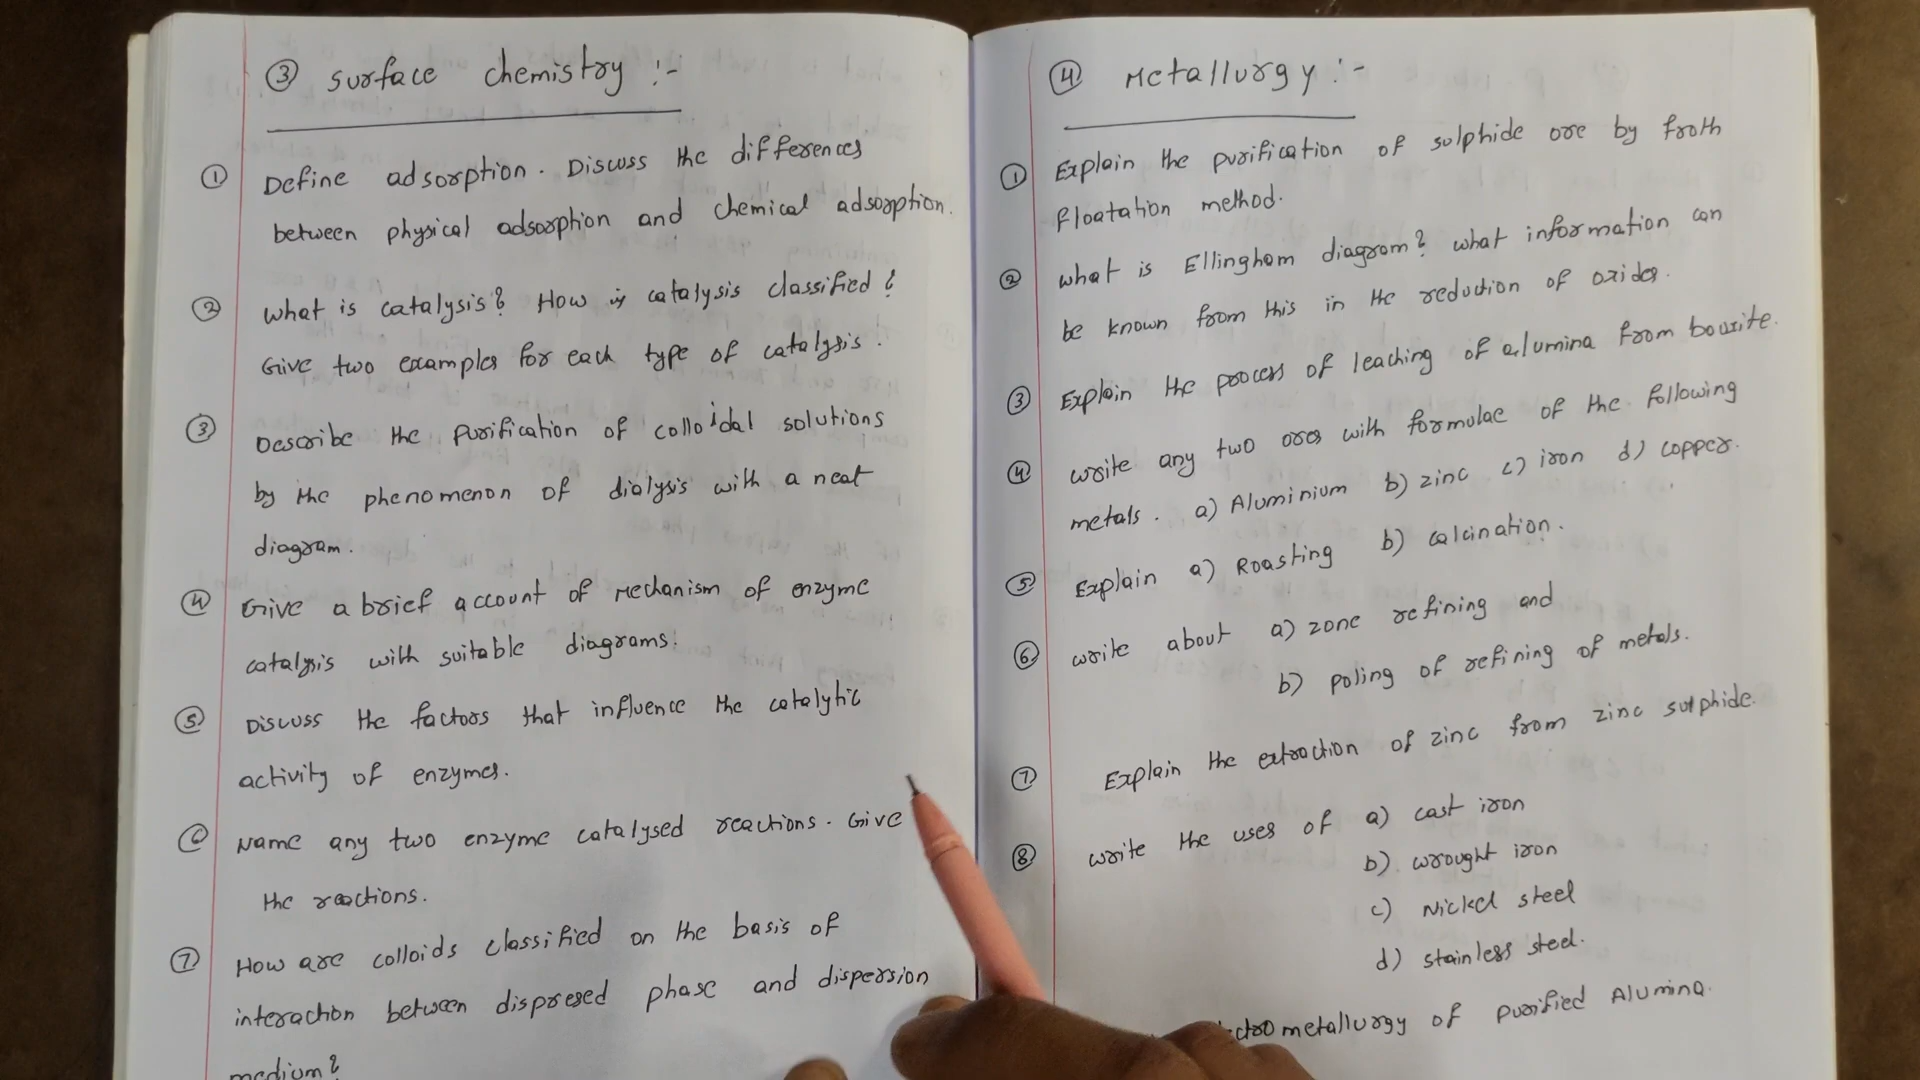 ③ Surface chemistry :-
① Define adsorption. Discuss the differences
between physical adsorption and chemical adsorption.
② what is catalysis? How is catalysis classified?
Give two examples for each type of catalysis.
③ Describe the purification of colloidal solutions
by the phenomenon of dialysis with a neat
diagram.
④ Give a brief account of Mechanism of enzyme
catalysis with suitable diagrams.
⑤ Discuss the factors that influence the catalytic
activity of enzymes.
⑥ Name any two enzyme catalysed reactions. Give
the reactions.
⑦ How are colloids classified on the basis of
interaction between dispresed phase and dispersion
medium?
④ Metallurgy :-
① Explain the purification of sulphide ore by froth
floatation method.
② what is Ellingham diagram? what information can
be known from this in the reduction of oxides.
③ Explain the process of leaching of alumina from bauxite.
④ write any two ores with formulae of the following
metals. a) Aluminium b) zinc c) iron d) copper.
⑤ Explain a) Roasting b) calcination.
⑥ write about a) zone refining and
b) poling of refining of metals.
⑦ Explain the extraction of zinc from zinc sulphide.
⑧ write the uses of a) cast iron
b) wrought iron
c) Nickel steel
d) stainless steel.
metallurgy of purified Alumina.